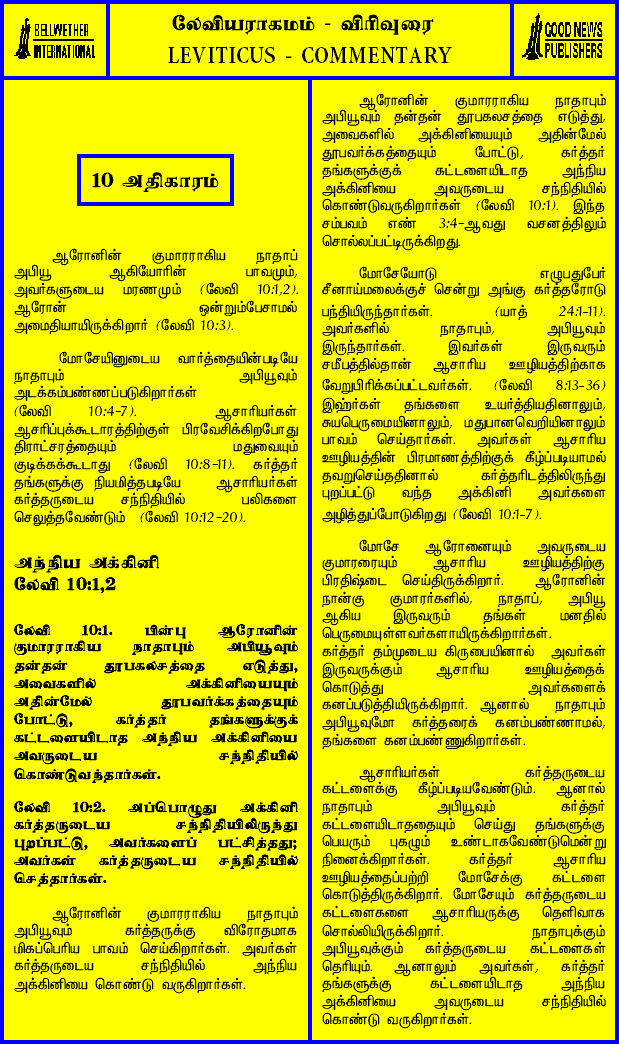 BELLWETHER
INTERNATIONAL
லேவியராகமம் - விரிவுரை
LEVITICUS - COMMENTARY
GOOD NEWS
PUBLISHERS
10 அதிகாரம்
ஆரோனின் குமாரராகிய நாதாப்
அபியூ ஆகியோரின் பாவமும்,
அவர்களுடைய மரணமும் (லேவி 10:1,2).
ஆரோன் ஒன்றும்பேசாமல்
அமைதியாயிருக்கிறார் (லேவி 10:3).
மோசேயினுடைய வார்த்தையின்படியே
நாதாபும் அபியூவும்
அடக்கம்பண்ணப்படுகிறார்கள்
(லேவி 10:4-7). ஆசாரியர்கள்
ஆசரிப்புக்கூடாரத்திற்குள் பிரவேசிக்கிறபோது
திராட்சரத்தையும் மதுவையும்
குடிக்கக்கூடாது (லேவி 10:8-11). கர்த்தர்
தங்களுக்கு நியமித்தபடியே ஆசாரியர்கள்
கர்த்தருடைய சந்நிதியில் பலிகளை
செலுத்தவேண்டும் (லேவி 10:12-20).
அந்நிய அக்கினி
லேவி 10:1,2
லேவி 10:1. பின்பு ஆரோனின்
குமாரராகிய நாதாபும் அபியூவும்
தன்தன் தூபகலசத்தை எடுத்து,
அவைகளில் அக்கினியையும்
அதின்மேல் தூபவர்க்கத்தையும்
போட்டு, கர்த்தர் தங்களுக்குக்
கட்டளையிடாத அந்நிய அக்கினியை
அவருடைய சந்நிதியில்
கொண்டுவந்தார்கள்.
லேவி 10:2. அப்பொழுது அக்கினி
கர்த்தருடைய சந்நிதியிலிருந்து
புறப்பட்டு, அவர்களைப் பட்சித்தது;
அவர்கள் கர்த்தருடைய சந்நிதியில்
செத்தார்கள்.
ஆரோனின் குமாரராகிய நாதாபும்
அபியூவும் கர்த்தருக்கு விரோதமாக
மிகப்பெரிய பாவம் செய்கிறார்கள். அவர்கள்
கர்த்தருடைய சந்நிதியில் அந்நிய
அக்கினியை கொண்டு வருகிறார்கள்.
ஆரோனின் குமாரராகிய நாதாபும்
அபியூவும் தன்தன் தூபகலசத்தை எடுத்து,
அவைகளில் அக்கினியையும் அதின்மேல்
தூபவர்க்கத்தையும் போட்டு, கர்த்தர்
தங்களுக்குக் கட்டளையிடாத அந்நிய
அக்கினியை அவருடைய சந்நிதியில்
கொண்டுவருகிறார்கள் (லேவி 10:1). இந்த
சம்பவம் எண் 3:4-ஆவது வசனத்திலும்
சொல்லப்பட்டிருக்கிறது.
மோசேயோடு எழுபதுபேர்
சீனாய்மலைக்குச் சென்று அங்கு கர்த்தரோடு
பந்தியிருந்தார்கள். (யாத் 24:1-11).
அவர்களில் நாதாபும், அபியூவும்
இருந்தார்கள். இவர்கள் இருவரும்
சமீபத்தில்தான் ஆசாரிய ஊழியத்திற்காக
வேறுபிரிக்கப்பட்டவர்கள். (லேவி 8:13-36)
இஹ்ர்கள் தங்களை உயர்த்தியதினாலும்,
சுயபெருமையினாலும், மதுபானவெறியினாலும்
பாவம் செய்தார்கள். அவர்கள் ஆசாரிய
ஊழியத்தின் பிரமாணத்திற்குக் கீழ்ப்படியாமல்
தவறுசெய்ததினால் கர்த்தரிடத்திலிருந்து
புறப்பட்டு வந்த அக்கினி அவர்களை
அழித்துப்போடுகிறது (லேவி 10:1-7).
மோசே ஆரோனையும் அவருடைய
குமாரரையும் ஆசாரிய ஊழியத்திற்கு
பிரதிஷ்டை செய்திருக்கிறார். ஆரோனின்
நான்கு குமாரர்களில், நாதாப், அபியூ
ஆகிய இருவரும் தங்கள் மனதில்
பெருமையுள்ளவர்களாயிருக்கிறார்கள்.
கர்த்தர் தம்முடைய கிருபையினால் அவர்கள்
இருவருக்கும் ஆசாரிய ஊழியத்தைக்
கொடுத்து அவர்களைக்
கனப்படுத்தியிருக்கிறார். ஆனால் நாதாபும்
அபியூவுமோ கர்த்தரைக் கனம்பண்ணாமல்,
தங்களை கனம்பண்ணுகிறார்கள்.
ஆசாரியர்கள் கர்த்தருடைய
கட்டளைக்கு கீழ்ப்படியவேண்டும். ஆனால்
நாதாபும் அபியூவும் கர்த்தர்
கட்டளையிடாததையும் செய்து தங்களுக்கு
பெயரும் புகழும் உண்டாகவேண்டுமென்று
நினைக்கிறார்கள். கர்த்தர் ஆசாரிய
ஊழியத்தைப்பற்றி மோசேக்கு கட்டளை
கொடுத்திருக்கிறார். மோசேயும் கர்த்தருடைய
கட்டளைகளை ஆசாரியருக்கு தெளிவாக
சொல்லியிருக்கிறார். நாதாபுக்கும்
அபியூவுக்கும் கர்த்தருடைய கட்டளைகள்
தெரியும். ஆனாலும் அவர்கள், கர்த்தர்
தங்களுக்கு கட்டளையிடாத அந்நிய
அக்கினியை அவருடைய சந்நிதியில்
கொண்டு வருகிறார்கள்.